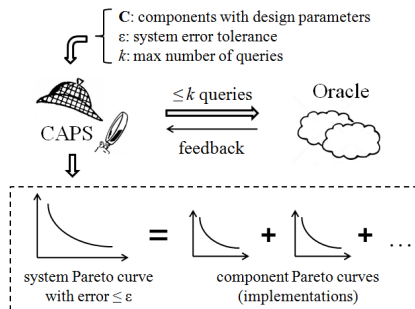 C: components with design parameters
ε: system error tolerance
k: max number of queries
CAPS
≤ k queries
feedback
Oracle
= + + ...
system Pareto curve
with error ≤ ε
component Pareto curves
(implementations)